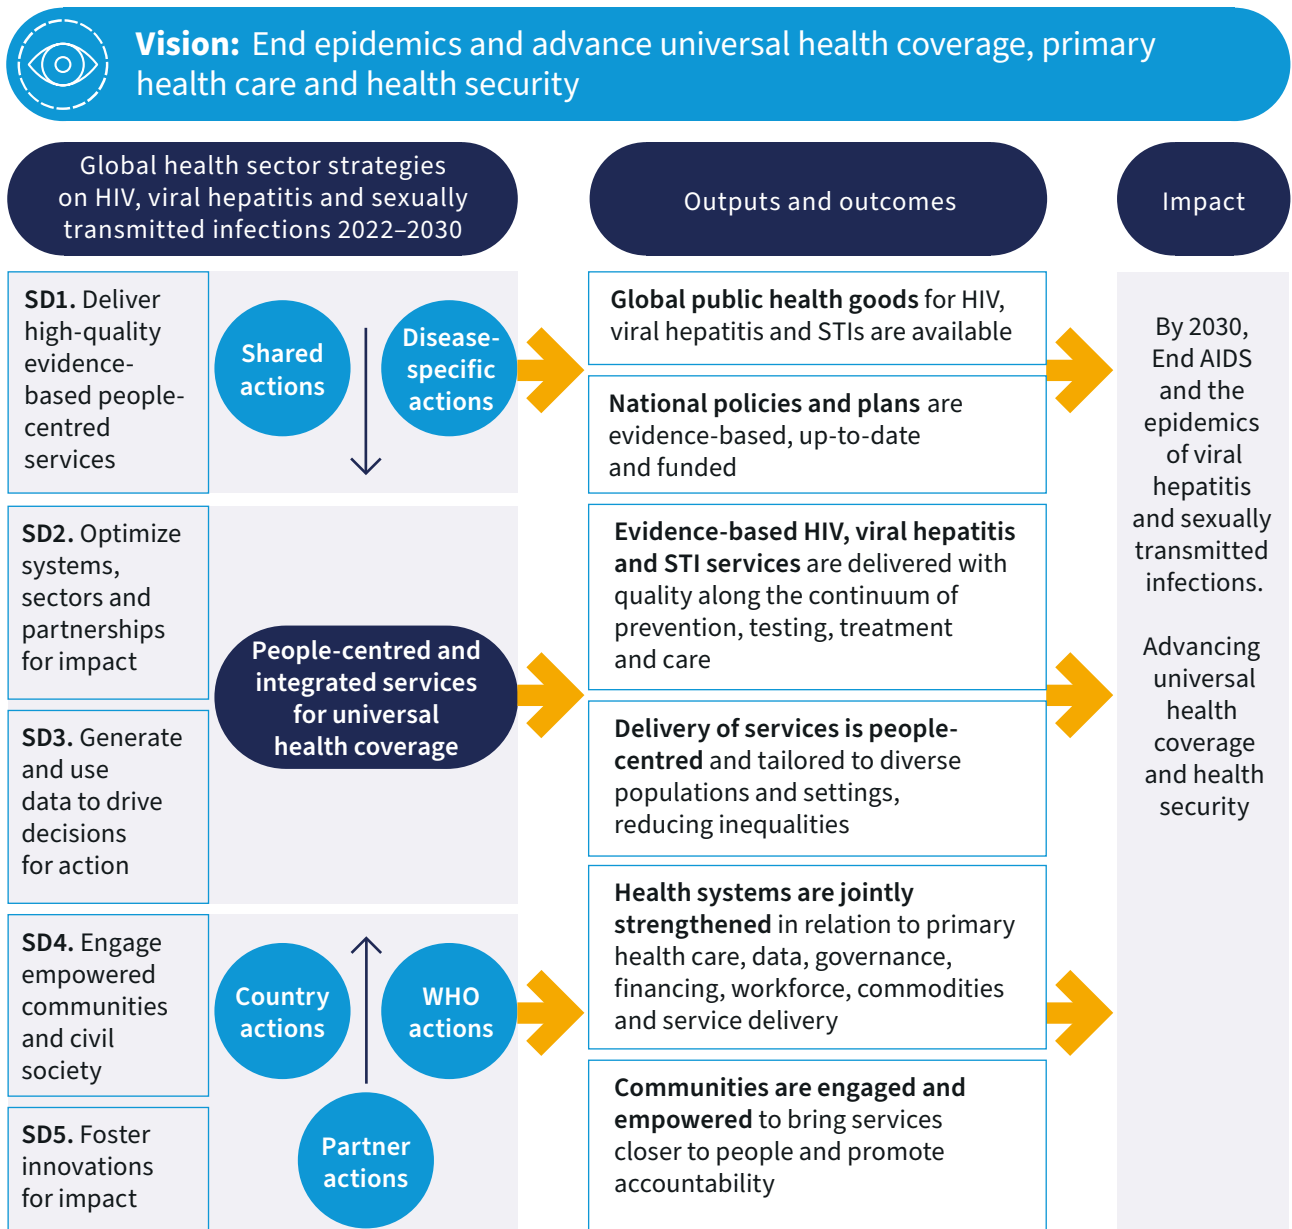 Vision: End epidemics and advance universal health coverage, primary
health care and health security
Global health sector strategies
on HIV, viral hepatitis and sexually
transmitted infections 2022–2030
Outputs and outcomes
Impact
SD1. Deliver
high-quality
evidence-
based people-
centred
services
SD2. Optimize
systems,
sectors and
partnerships
for impact
SD3. Generate
and use
data to drive
decisions
for action
SD4. Engage
empowered
communities
and civil
society
SD5. Foster
innovations
for impact
Shared
actions
Disease-
specific
actions
People-centred and
integrated services
for universal
health coverage
Country
actions
WHO
actions
Partner
actions
Global public health goods for HIV,
viral hepatitis and STIs are available
National policies and plans are
evidence-based, up-to-date
and funded
Evidence-based HIV, viral hepatitis
and STI services are delivered with
quality along the continuum of
prevention, testing, treatment
and care
Delivery of services is people-
centred and tailored to diverse
populations and settings,
reducing inequalities
Health systems are jointly
strengthened in relation to primary
health care, data, governance,
financing, workforce, commodities
and service delivery
Communities are engaged and
empowered to bring services
closer to people and promote
accountability
By 2030,
End AIDS
and the
epidemics
of viral
hepatitis
and sexually
transmitted
infections.
Advancing
universal
health
coverage
and health
security